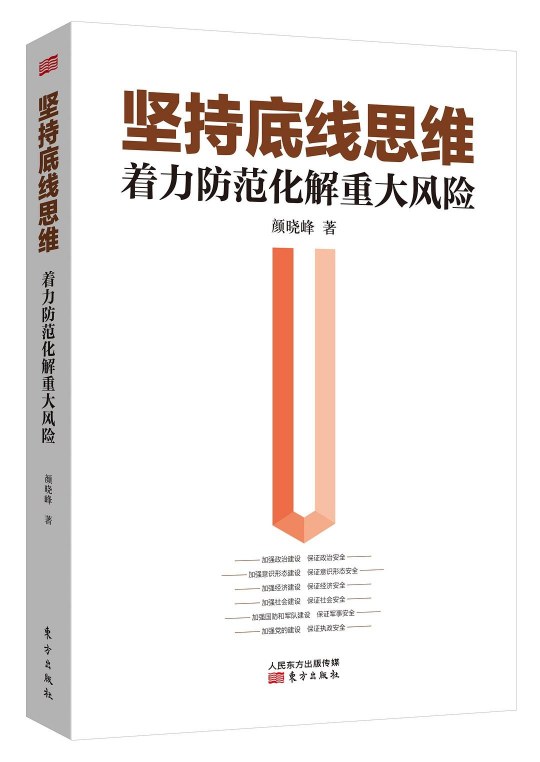 坚持底线思维
着力防范化解重大风险
颜晓峰 著
东方出版社
坚持底线思维
着力防范化解重大风险
颜晓峰 著
加强政治建设 保证政治安全
加强意识形态建设 保证意识形态安全
加强经济建设 保证经济安全
加强社会建设 保证社会安全
加强国防和军队建设 保证军事安全
加强党的建设 保证执政安全
人民东方出版传媒
东方出版社